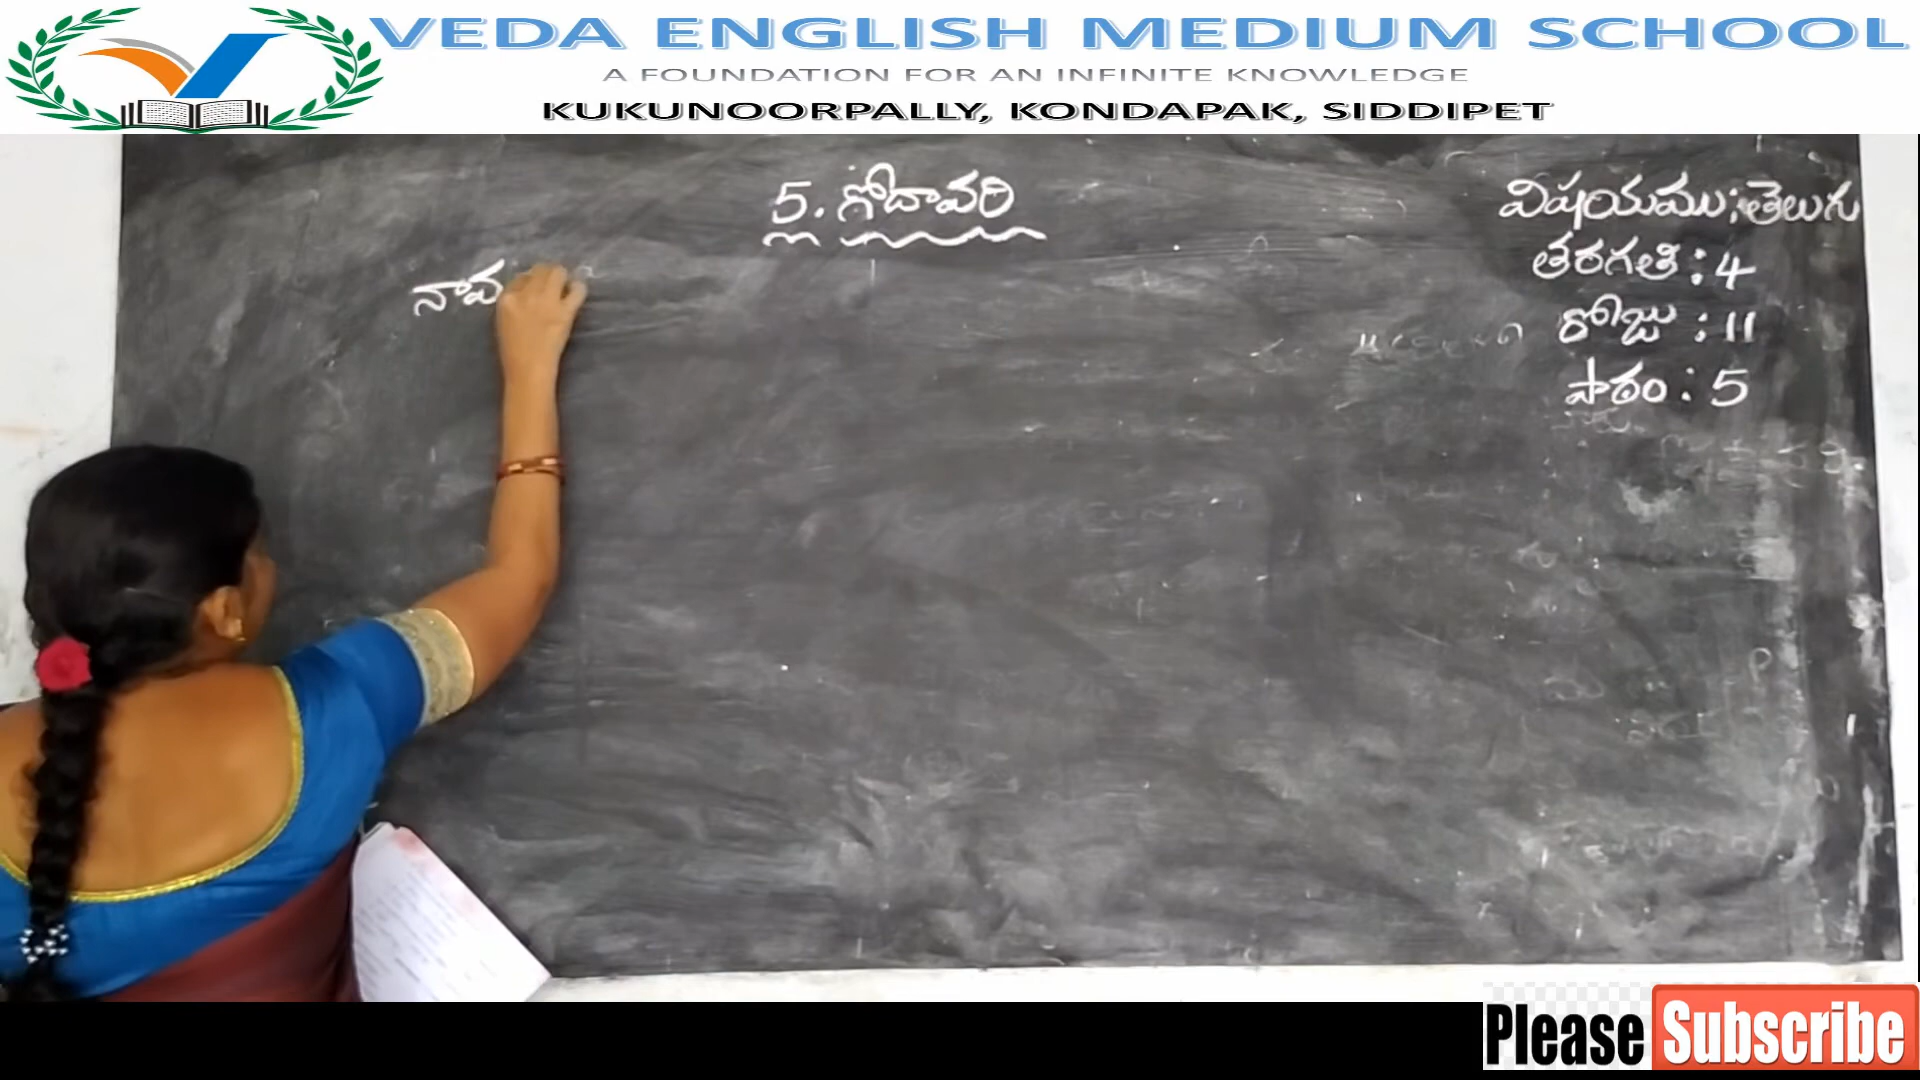 VEDA ENGLISH MEDIUM SCHOOL
A FOUNDATION FOR AN INFINITE KNOWLEDGE
KUKUNOORPALLY, KONDAPAK, SIDDIPET
5. గోదావరి
నావ
విషయము;తెలుగు
తరగతి : 4
రోజు : 11
పాఠం : 5
Please Subscribe